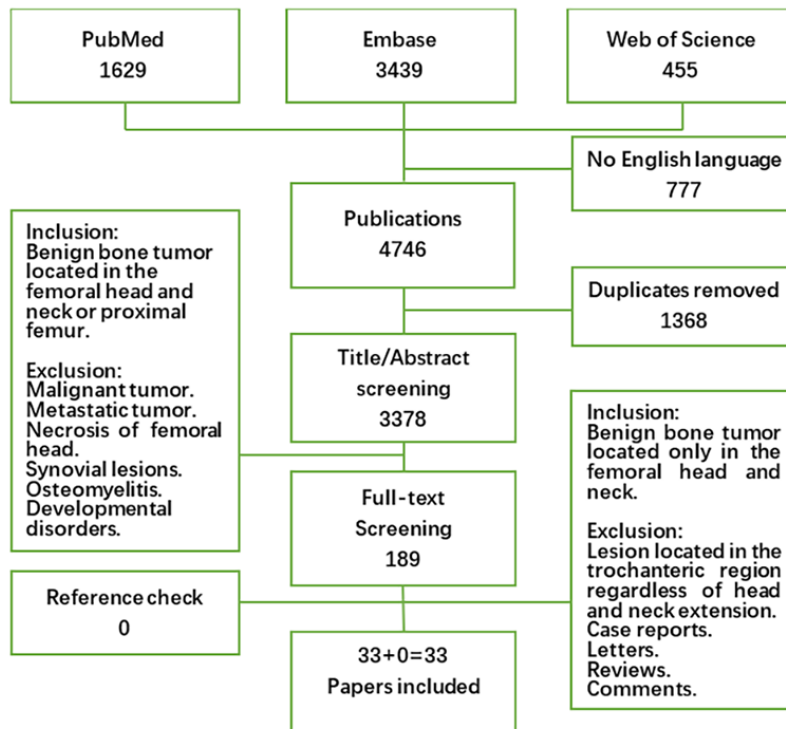 PubMed
1629
Embase
3439
Web of Science
455
No English language
777
Publications
4746
Inclusion:
Benign bone tumor
located in the
femoral head and
neck or proximal
femur.
Exclusion:
Malignant tumor.
Metastatic tumor.
Necrosis of femoral
head.
Synovial lesions.
Osteomyelitis.
Developmental
disorders.
Duplicates removed
1368
Title/Abstract
screening
3378
Inclusion:
Benign bone tumor
located only in the
femoral head and
neck.
Exclusion:
Lesion located in the
trochanteric region
regardless of head
and neck extension.
Case reports.
Letters.
Reviews.
Comments.
Full-text
Screening
189
Reference check
0
33+0=33
Papers included